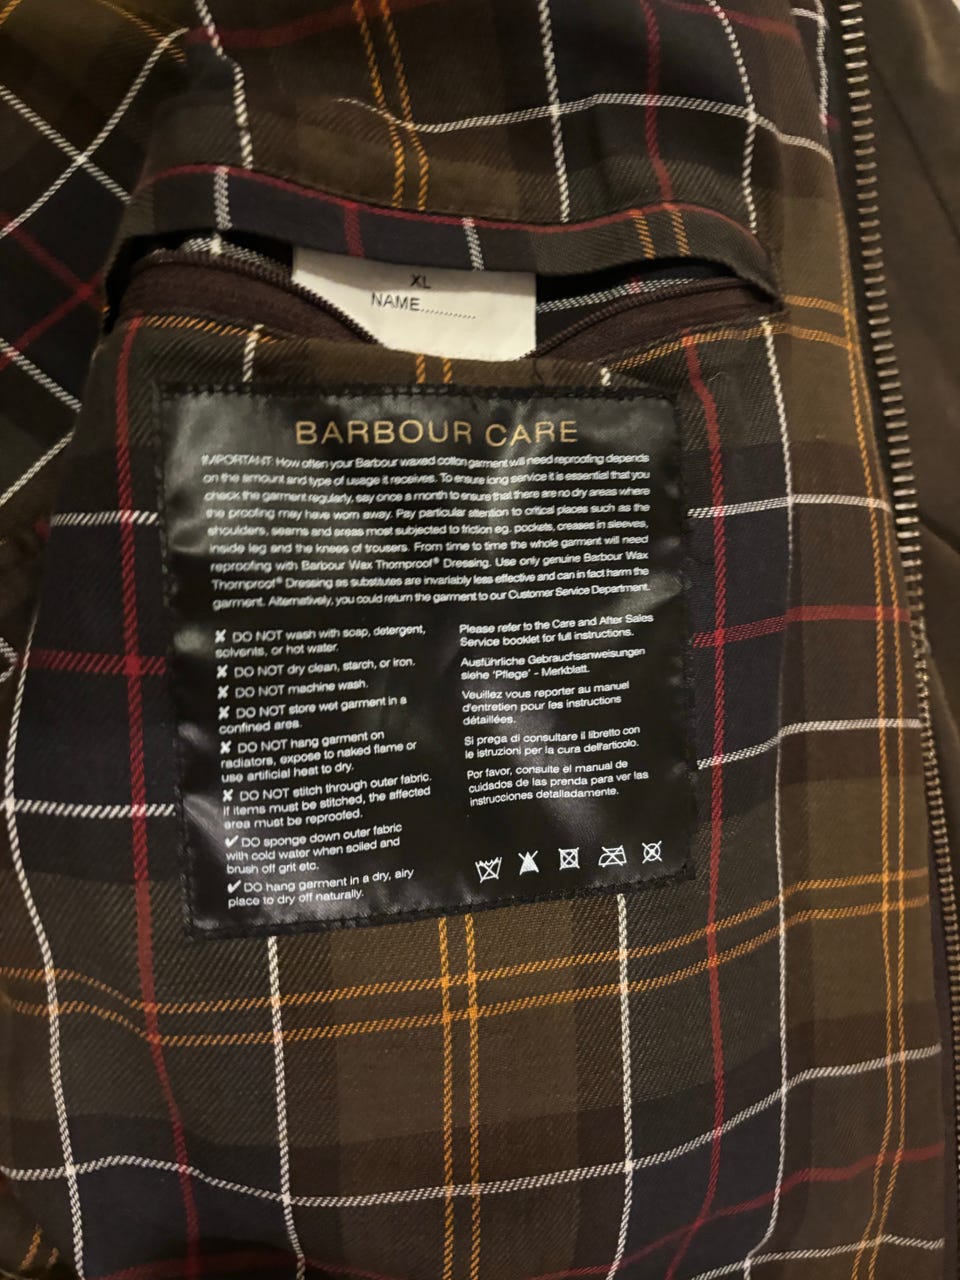 XL
NAME............
BARBOUR CARE
IMPORTANT: How often your Barbour waxed cotton garment will need reproofing depends
on the amount and type of usage it receives. To ensure long service it is essential that you
check the garment regularly, say once a month to ensure that there are no dry areas where
the proofing may have worn away. Pay particular attention to critical places such as the
shoulders, seams and areas most subjected to friction eg. pockets, creases in sleeves,
inside leg and the knees of trousers. From time to time the whole garment will need
reproofing with Barbour Wax Thornproof® Dressing. Use only genuine Barbour Wax
Thornproof® Dressing as substitutes are invariably less effective and can in fact harm the
garment. Alternatively, you could return the garment to our Customer Service Department.
✘ DO NOT wash with soap, detergent,
solvents, or hot water.
✘ DO NOT dry clean, starch, or iron.
✘ DO NOT machine wash.
✘ DO NOT store wet garment in a
confined area.
✘ DO NOT hang garment on
radiators, expose to naked flame or
use artificial heat to dry.
✘ DO NOT stitch through outer fabric.
If items must be stitched, the affected
area must be reproofed.
✔ DO sponge down outer fabric
with cold water when soiled and
brush off grit etc.
✔ DO hang garment in a dry, airy
place to dry off naturally.
Please refer to the Care and After Sales
Service booklet for full instructions.
Ausführliche Gebrauchsanweisungen
siehe 'Pflege' - Merkblatt.
Veuillez vous reporter au manuel
d'entretien pour les instructions
détaillées.
Si prega di consultare il libretto con
le istruzioni per la cura dell'articolo.
Por favor, consulte el manual de
cuidados de las prenda para ver las
instrucciones detalladamente.